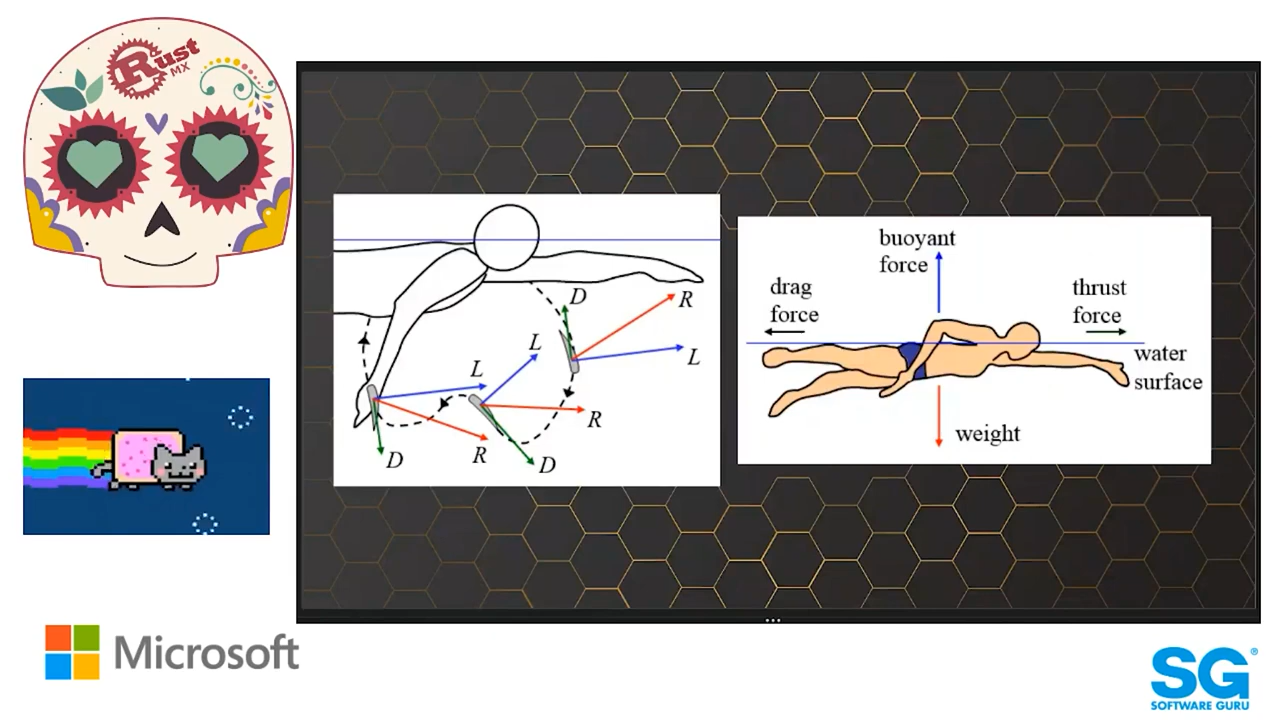 Rust
MX
D
R
L
L
L
R
D
R
D
buoyant
force
drag
force
thrust
force
water
surface
weight
Microsoft
SG®
SOFTWARE GURU